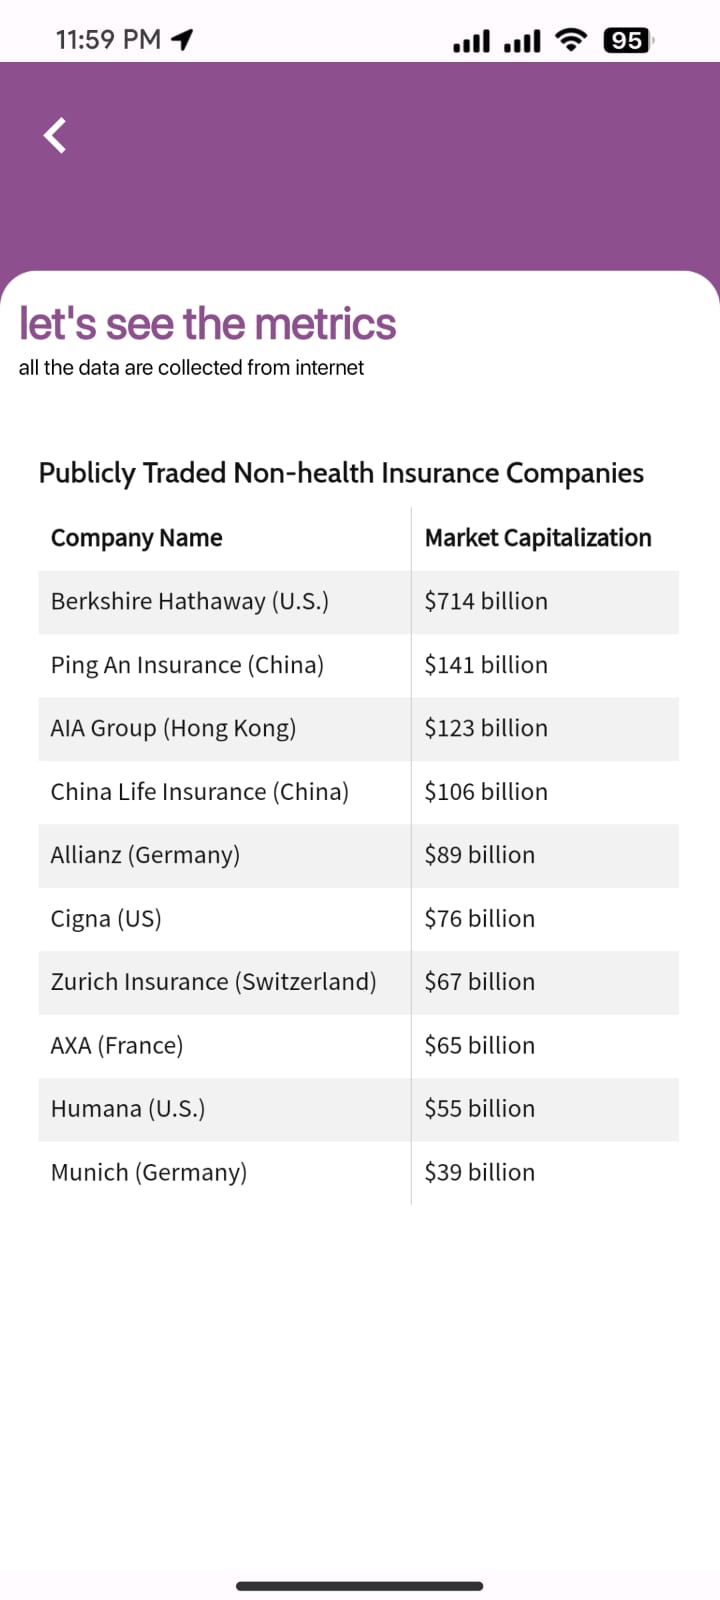 11:59 PM
95
let's see the metrics
all the data are collected from internet
Publicly Traded Non-health Insurance Companies
Company Name Market Capitalization
Berkshire Hathaway (U.S.) $714 billion
Ping An Insurance (China) $141 billion
AIA Group (Hong Kong) $123 billion
China Life Insurance (China) $106 billion
Allianz (Germany) $89 billion
Cigna (US) $76 billion
Zurich Insurance (Switzerland) $67 billion
AXA (France) $65 billion
Humana (U.S.) $55 billion
Munich (Germany) $39 billion